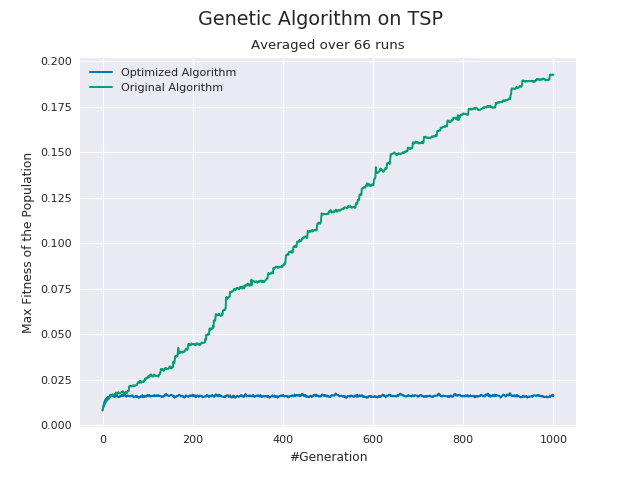 Genetic Algorithm on TSP
Averaged over 66 runs
Optimized Algorithm
Original Algorithm
Max Fitness of the Population
0.200
0.175
0.150
0.125
0.100
0.075
0.050
0.025
0.000
0
200
400
600
800
1000
#Generation